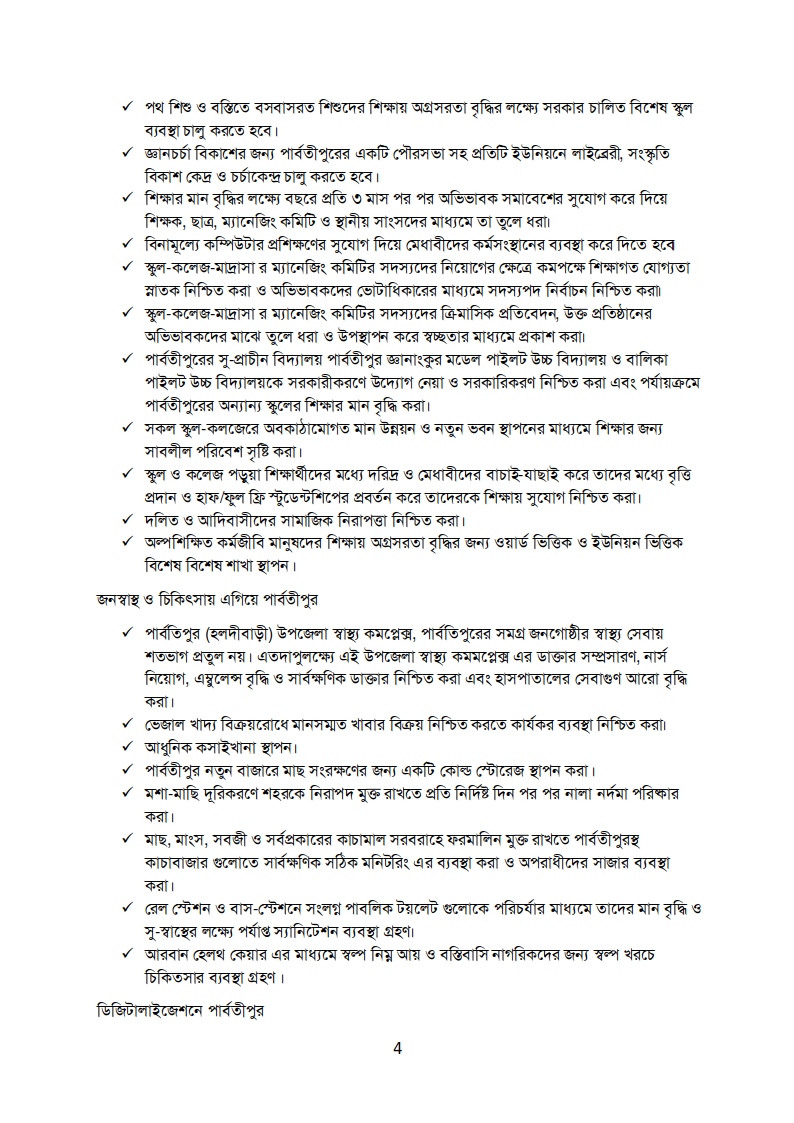 ✓ পথ শিশু ও বস্তিতে বসবাসরত শিশুদের শিক্ষায় অগ্রসরতা বৃদ্ধির লক্ষ্যে সরকার চালিত বিশেষ স্কুল
ব্যবস্থা চালু করতে হবে।
✓ জ্ঞানচর্চা বিকাশের জন্য পার্বতীপুরের একটি পৌরসভা সহ প্রতিটি ইউনিয়নে লাইব্রেরী, সংস্কৃতি
বিকাশ কেদ্র ও চর্চাকেন্দ্র চালু করতে হবে।
✓ শিক্ষার মান বৃদ্ধির লক্ষ্যে বছরে প্রতি ৩ মাস পর পর অভিভাবক সমাবেশের সুযোগ করে দিয়ে
শিক্ষক, ছাত্র, ম্যানেজিং কমিটি ও স্থানীয় সাংসদের মাধ্যমে তা তুলে ধরা।
✓ বিনামূল্যে কম্পিউটার প্রশিক্ষণের সুযোগ দিয়ে মেধাবীদের কর্মসংস্থানের ব্যবস্থা করে দিতে হবে।
✓ স্কুল-কলেজ-মাদ্রাসা র ম্যানেজিং কমিটির সদস্যদের নিয়োগের ক্ষেত্রে কমপক্ষে শিক্ষাগত যোগ্যতা
স্নাতক নিশ্চিত করা ও অভিভাবকদের ভোটাধিকারের মাধ্যমে সদস্যপদ নির্বাচন নিশ্চিত করা।
✓ স্কুল-কলেজ-মাদ্রাসা র ম্যানেজিং কমিটির সদস্যদের ক্রিমাসিক প্রতিবেদন, উক্ত প্রতিষ্ঠানের
অভিভাবকদের মাঝে তুলে ধরা ও উপস্থাপন করে স্বচ্ছতার মাধ্যমে প্রকাশ করা।
✓ পার্বতীপুরের সু-প্রাচীন বিদ্যালয় পার্বতীপুর জ্ঞানাংকুর মডেল পাইলট উচ্চ বিদ্যালয় ও বালিকা
পাইলট উচ্চ বিদ্যালয়কে সরকারীকরণে উদ্যোগ নেয়া ও সরকারিকরণ নিশ্চিত করা এবং পর্যায়ক্রমে
পার্বতীপুরের অন্যান্য স্কুলের শিক্ষার মান বৃদ্ধি করা।
✓ সকল স্কুল-কলজেরে অবকাঠামোগত মান উন্নয়ন ও নতুন ভবন স্থাপনের মাধ্যমে শিক্ষার জন্য
সাবলীল পরিবেশ সৃষ্টি করা।
✓ স্কুল ও কলেজ পড়ুয়া শিক্ষার্থীদের মধ্যে দরিদ্র ও মেধাবীদের বাচাই-যাছাই করে তাদের মধ্যে বৃত্তি
প্রদান ও হাফ/ফুল ফ্রি স্টুডেন্টশিপের প্রবর্তন করে তাদেরকে শিক্ষায় সুযোগ নিশ্চিত করা।
✓ দলিত ও আদিবাসীদের সামাজিক নিরাপত্তা নিশ্চিত করা।
✓ অল্পশিক্ষিত কর্মজীবি মানুষদের শিক্ষায় অগ্রসরতা বৃদ্ধির জন্য ওয়ার্ড ভিত্তিক ও ইউনিয়ন ভিত্তিক
বিশেষ বিশেষ শাখা স্থাপন।
জনস্বাস্থ ও চিকিৎসায় এগিয়ে পার্বতীপুর
✓ পার্বতিপুর (হলদীবাড়ী) উপজেলা স্বাস্থ্য কমপ্লেক্স, পার্বতিপুরের সমগ্র জনগোষ্ঠীর স্বাস্থ্য সেবায়
শতভাগ প্রতুল নয়। এতদাপুলক্ষ্যে এই উপজেলা স্বাস্থ্য কমমপ্লেক্স এর ডাক্তার সম্প্রসারণ, নার্স
নিয়োগ, এম্বুলেন্স বৃদ্ধি ও সার্বক্ষণিক ডাক্তার নিশ্চিত করা এবং হাসপাতালের সেবাগুণ আরো বৃদ্ধি
করা।
✓ ভেজাল খাদ্য বিক্রয়রোধে মানসম্মত খাবার বিক্রয় নিশ্চিত করতে কার্যকর ব্যবস্থা নিশ্চিত করা।
✓ আধুনিক কসাইখানা স্থাপন।
✓ পার্বতীপুর নতুন বাজারে মাছ সংরক্ষণের জন্য একটি কোল্ড স্টোরেজ স্থাপন করা।
✓ মশা-মাছি দূরিকরণে শহরকে নিরাপদ মুক্ত রাখতে প্রতি নির্দিষ্ট দিন পর পর নালা নর্দমা পরিষ্কার
করা।
✓ মাছ, মাংস, সবজী ও সর্বপ্রকারের কাচামাল সরবরাহে ফরমালিন মুক্ত রাখতে পার্বতীপুরস্থ
কাচাবাজার গুলোতে সার্বক্ষণিক সঠিক মনিটরিং এর ব্যবস্থা করা ও অপরাধীদের সাজার ব্যবস্থা
করা।
✓ রেল স্টেশন ও বাস-স্টেশনে সংলগ্ন পাবলিক টয়লেট গুলোকে পরিচর্যার মাধ্যমে তাদের মান বৃদ্ধি ও
সু-স্বাস্থের লক্ষ্যে পর্যাপ্ত স্যানিটেশন ব্যবস্থা গ্রহণ।
✓ আরবান হেলথ কেয়ার এর মাধ্যমে স্বল্প নিম্ন আয় ও বস্তিবাসি নাগরিকদের জন্য স্বল্প খরচে
চিকিতসার ব্যবস্থা গ্রহণ ।
ডিজিটালাইজেশনে পার্বতীপুর
4